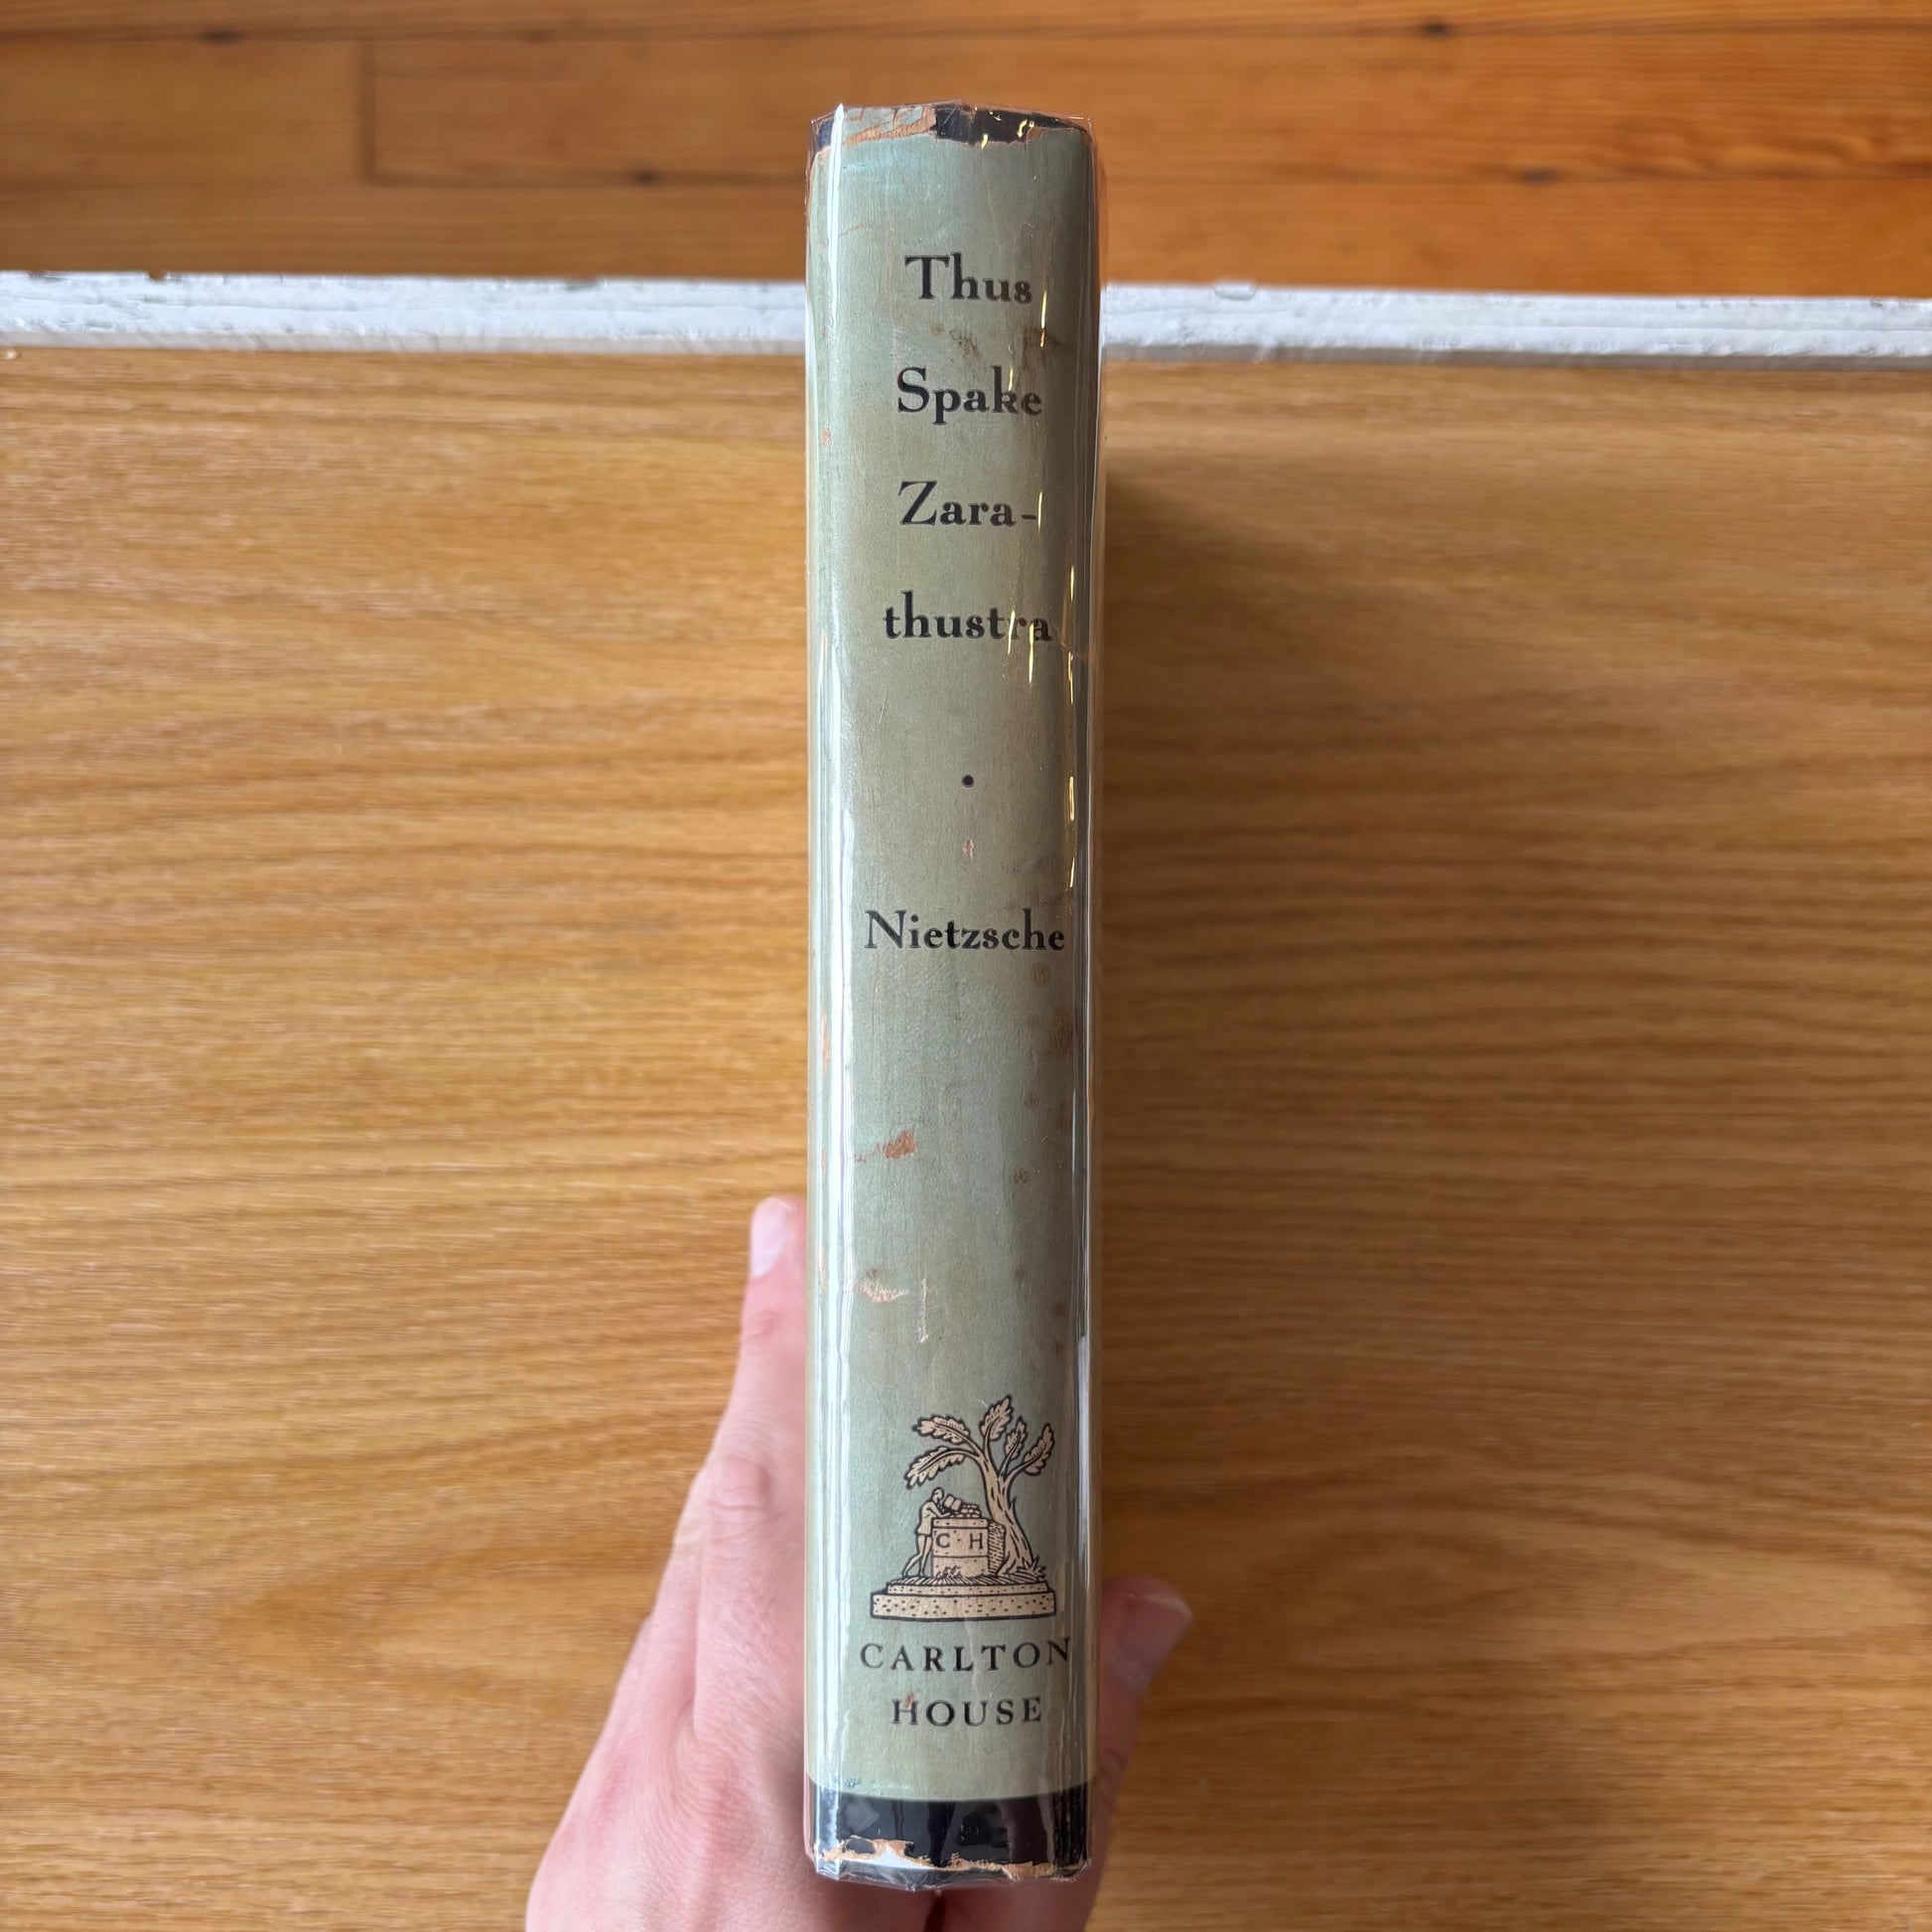 Thus
Spake
Zara-
thustra
•
Nietzsche
C·H
CARLTON
HOUSE